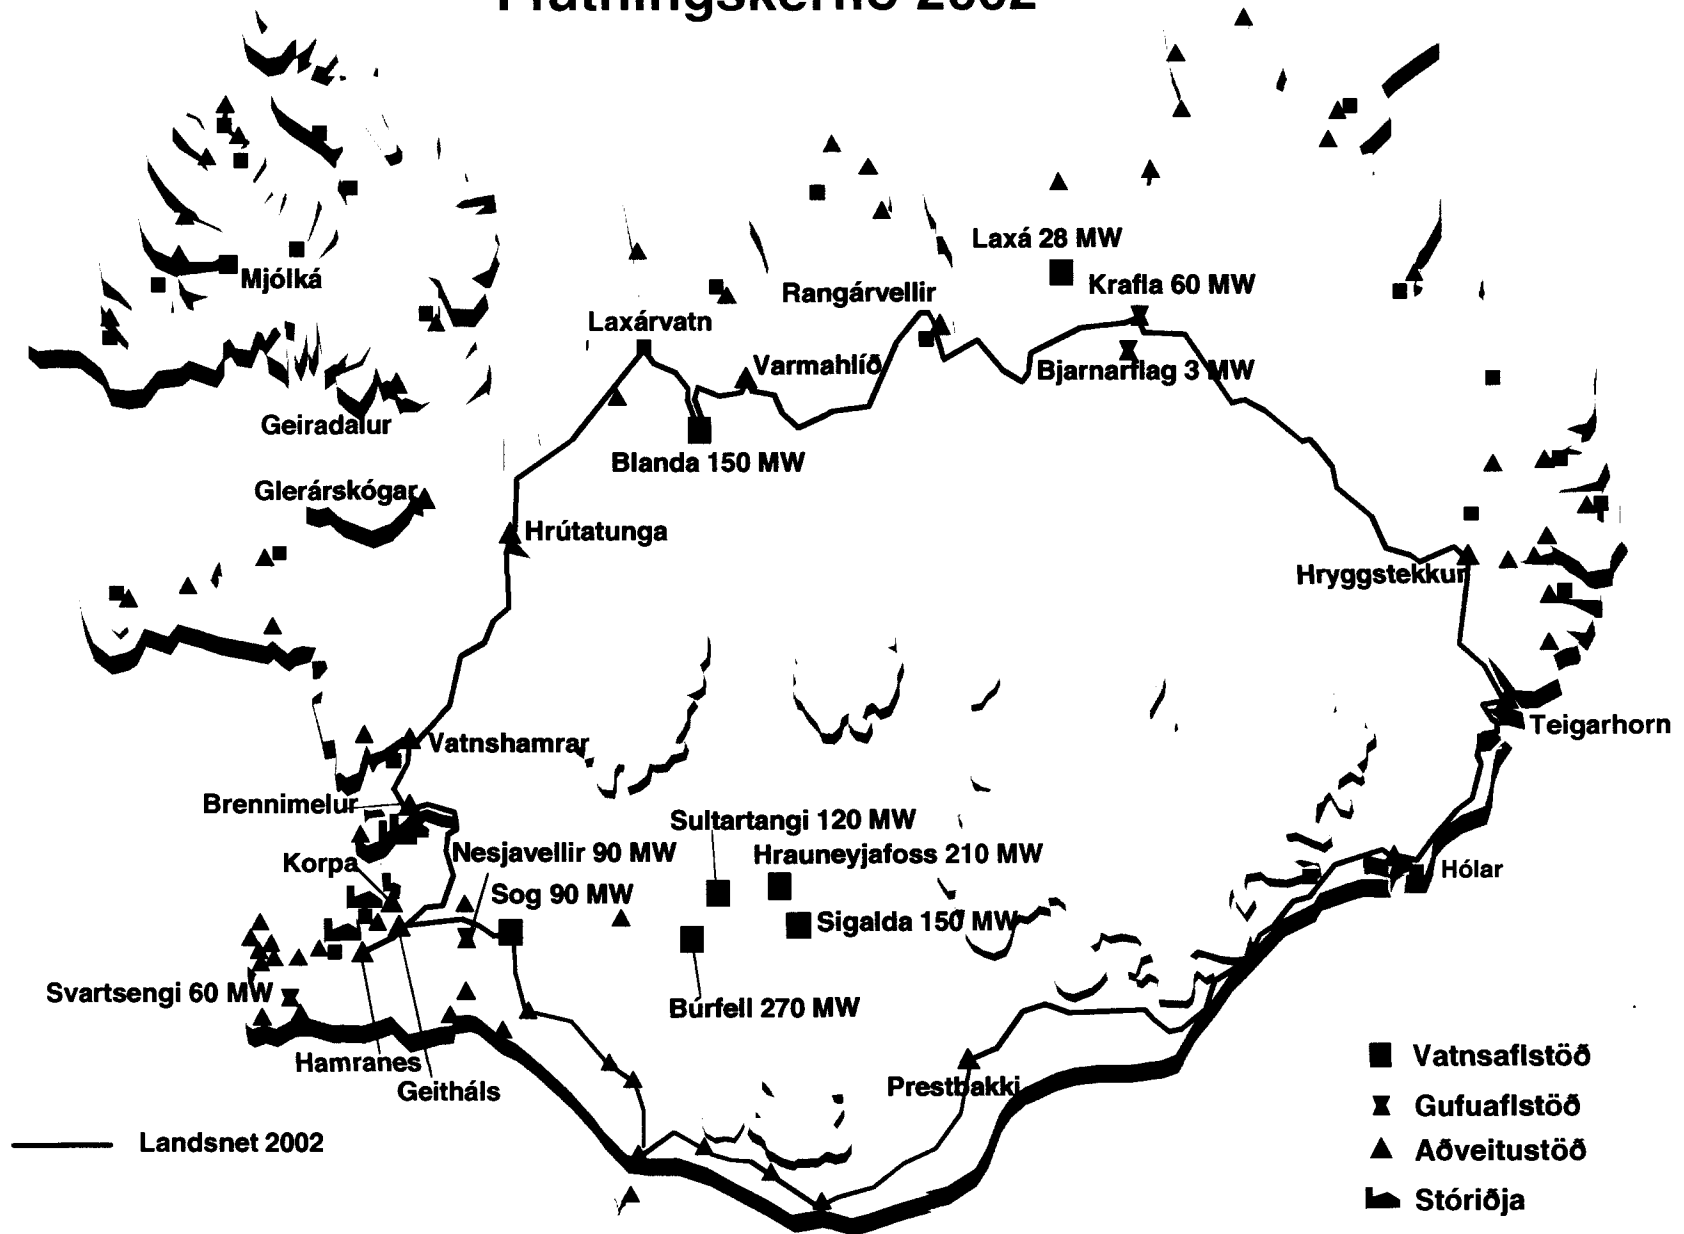 2002
Laxá 28 MW
Mjólká
Krafla 60 MW
Rangárvellir
Laxárvatn
Varmahlíð
Bjarnarflag 3 MW
Geiradalur
Blanda 150 MW
Glerárskógar
Hrútatunga
Hryggstekkur
Teigarhorn
Vatnshamrar
Brennimelur
Sultartangi 120 MW
Korpa
Nesjavellir 90 MW
Hrauneyjafoss 210 MW
Hólar
Sog 90 MW
Sigalda 150 MW
Svartsengi 60 MW
Búrfell 270 MW
Hamranes
Geitháls
Prestbakki
Vatnsaflstöð
Gufuaflstöð
Aðveitustöð
Stóriðja
Landsnet 2002